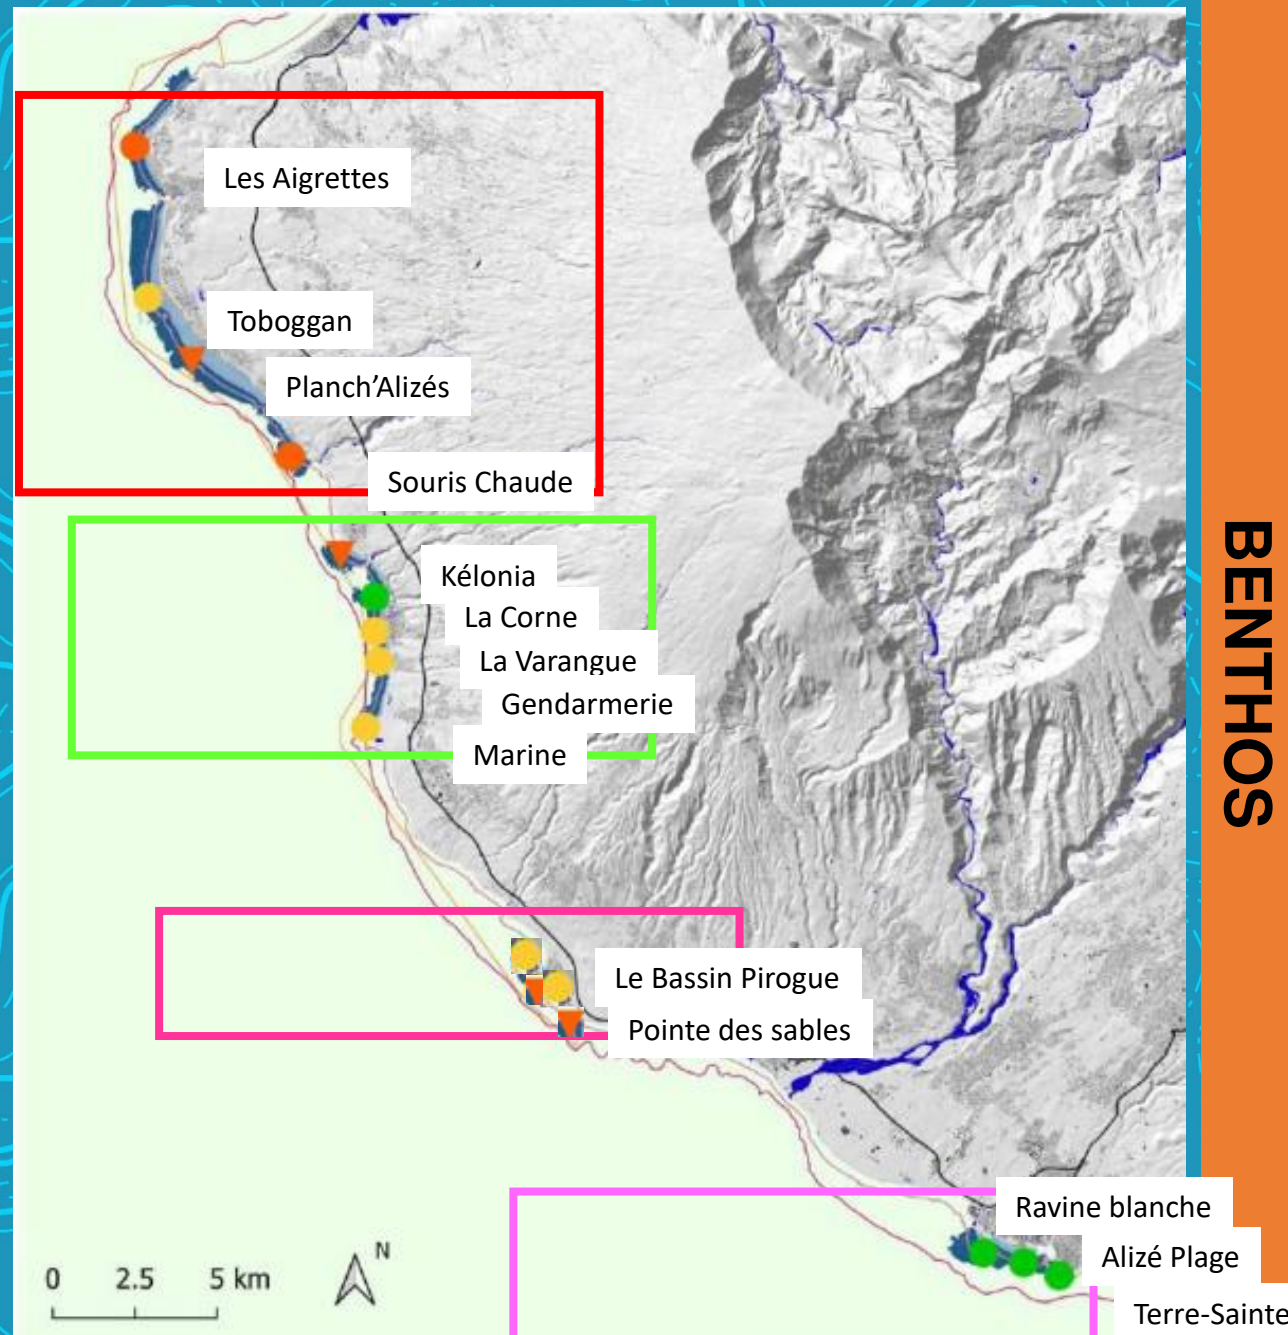 Les Aigrettes
Toboggan
Planch'Alizés
Souris Chaude
Kélonia
La Corne
La Varangue
Gendarmerie
Marine
Le Bassin Pirogue
Pointe des sables
Ravine blanche
Alizé Plage
Terre-Sainte
0 2.5 5 km
N
BENTHOS